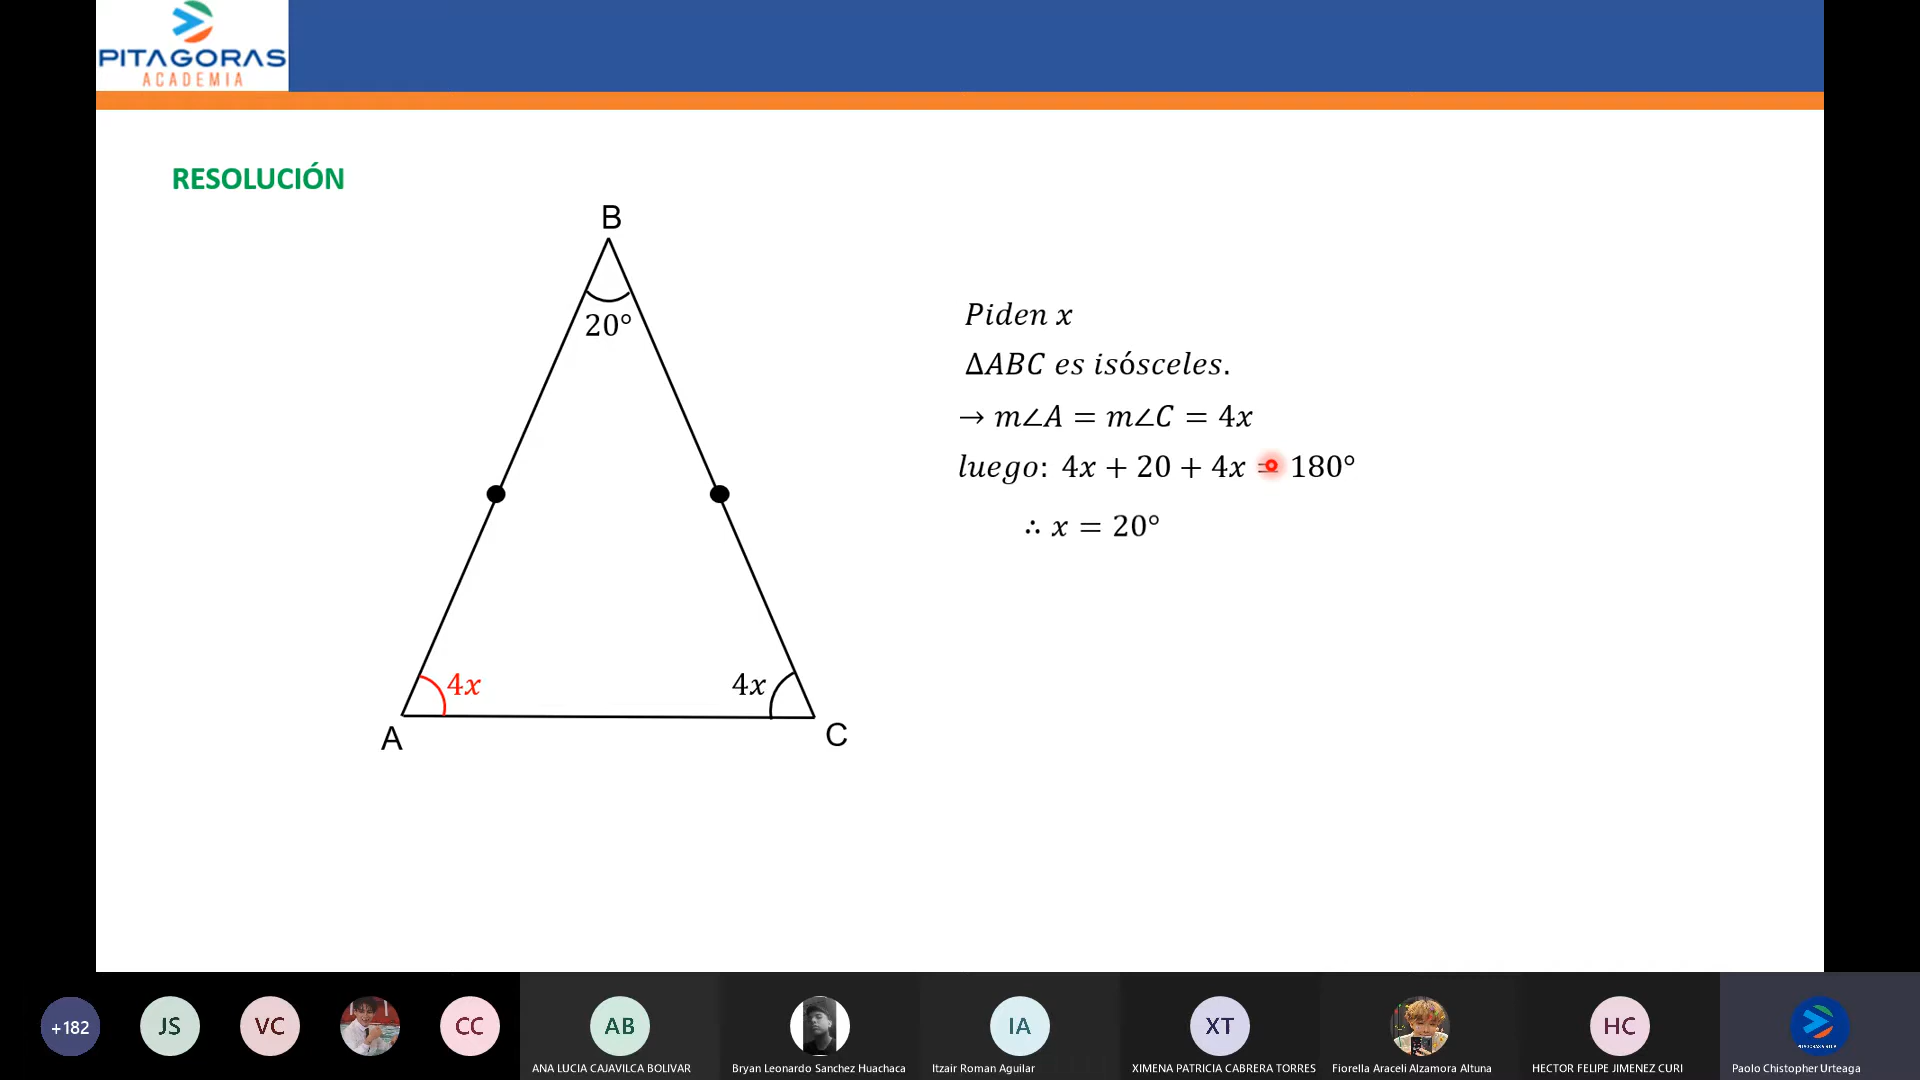 PITAGORAS
ACADEMIA
RESOLUCIÓN
B
20°
4x
4x
A
C
Piden x
∆ABC es isósceles.
→ m∠A = m∠C = 4x
luego: 4x + 20 + 4x = 180°
∴ x = 20°
+182
JS
VC
CC
AB
IA
XT
HC
ANA LUCIA CAJAVILCA BOLIVAR
Bryan Leonardo Sanchez Huachaca
Itzair Roman Aguilar
XIMENA PATRICIA CABRERA TORRES
Fiorella Araceli Alzamora Altuna
HECTOR FELIPE JIMENEZ CURI
Paolo Chistopher Urteaga